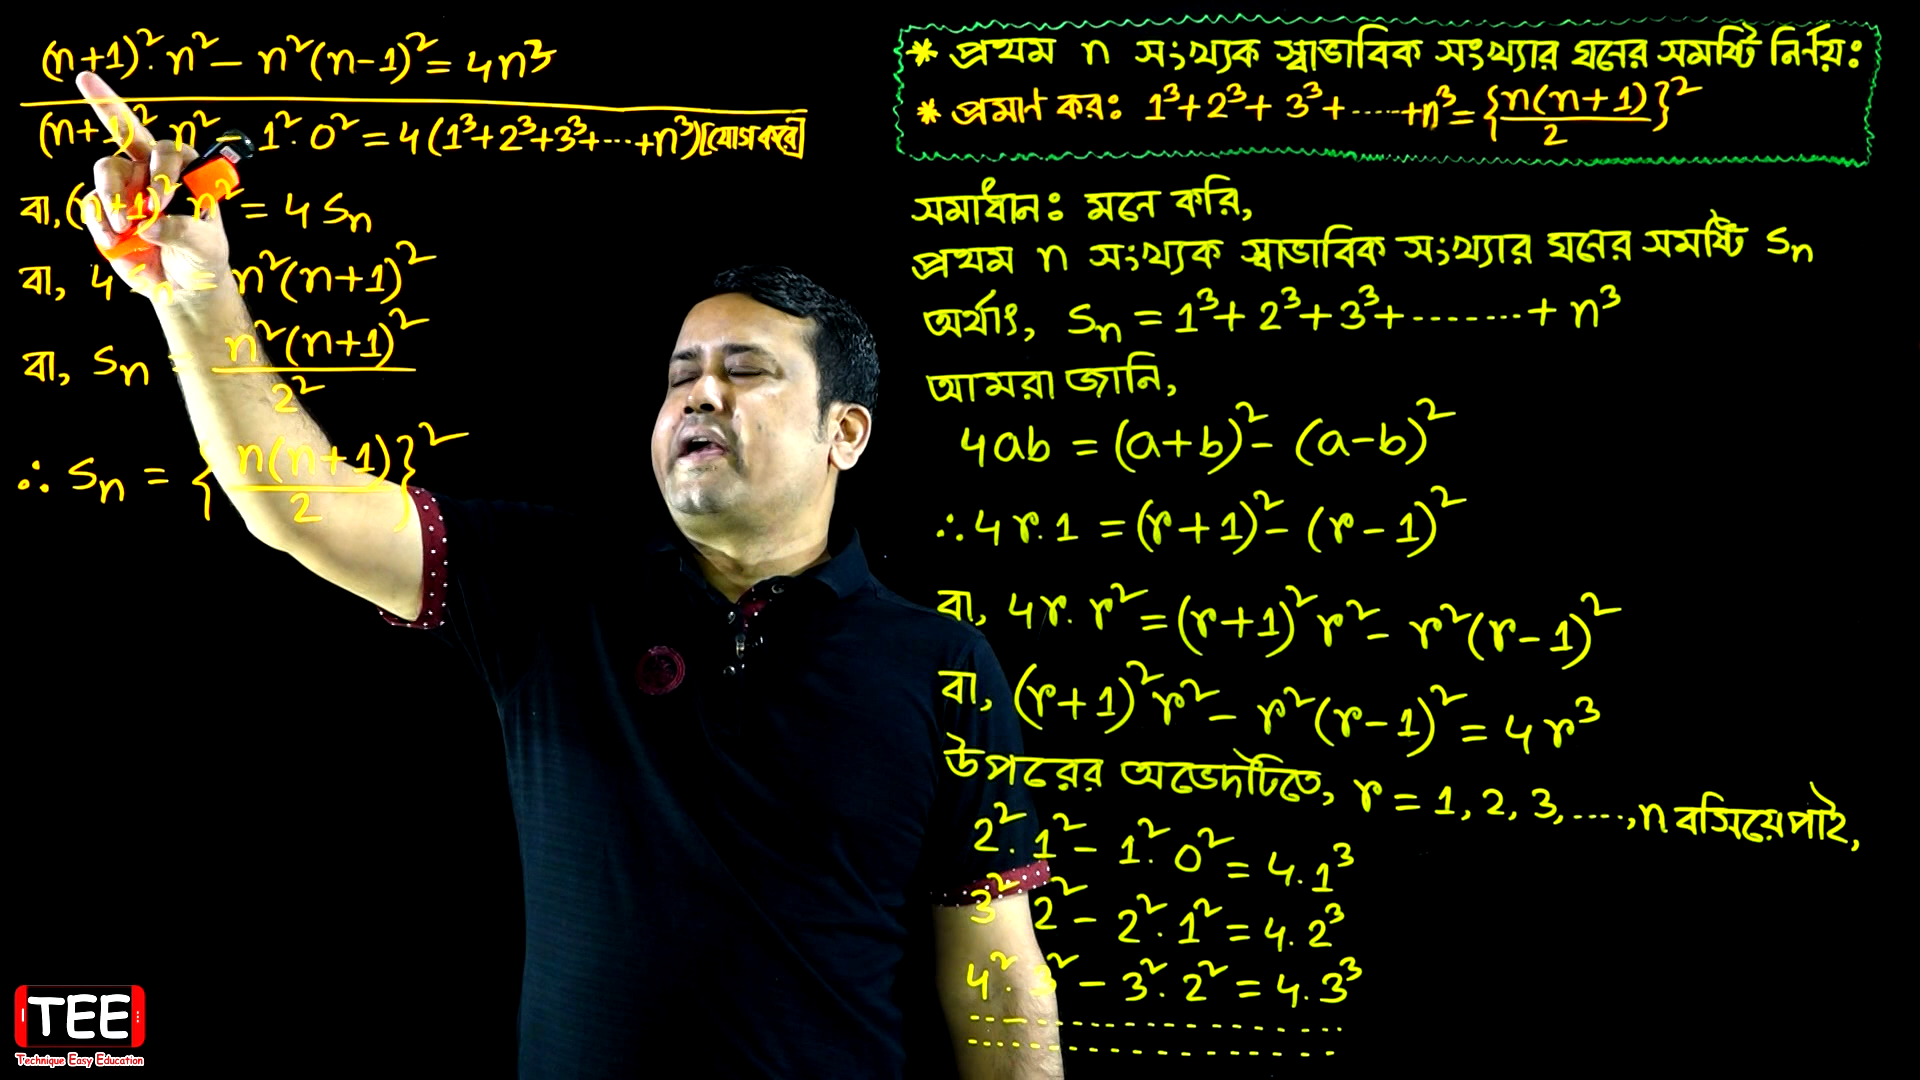 * প্রথম n সংখ্যক স্বাভাবিক সংখ্যার ঘনের সমষ্টি নির্ণয়ঃ
* প্রমাণ করঃ 1³+2³+3³+......+n³={n(n+1)/2}²
সমাধানঃ মনে করি,
প্রথম n সংখ্যক স্বাভাবিক সংখ্যার ঘনের সমষ্টি Sn
অর্থাৎ, Sn = 1³+2³+3³+........+n³
আমরা জানি,
4ab = (a+b)²-(a-b)²
∴ 4r.1 = (r+1)²-(r-1)²
বা, 4r.r²=(r+1)²r²-r²(r-1)²
বা, (r+1)²r²-r²(r-1)²=4r³
উপরের অভেদটিতে, r=1,2,3,....,n বসিয়ে পাই,
2².1²-1².0²=4.1³
3² 2²-2².1²=4.2³
4².3²-3².2²=4.3³
(n+1)².n²-n²(n-1)²=4n³
(n+1)² n²-1².0²=4(1³+2³+3³+....+n³)[যোগ করে]
বা,(n+1)².n²=4Sn
বা, 4Sn=n²(n+1)²
বা, Sn=n²(n+1)²/2²
∴ Sn={n(n+1)/2}²
TEE
Technique Easy Education